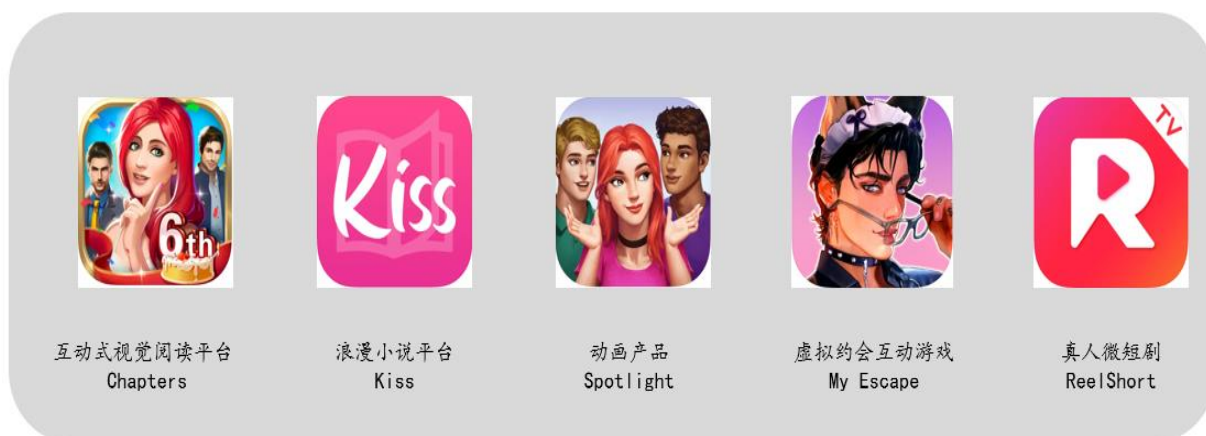 6th
Kiss
TV
R
互动式视觉阅读平台
Chapters
浪漫小说平台
Kiss
动画产品
Spotlight
虚拟约会互动游戏
My Escape
真人微短剧
ReelShort